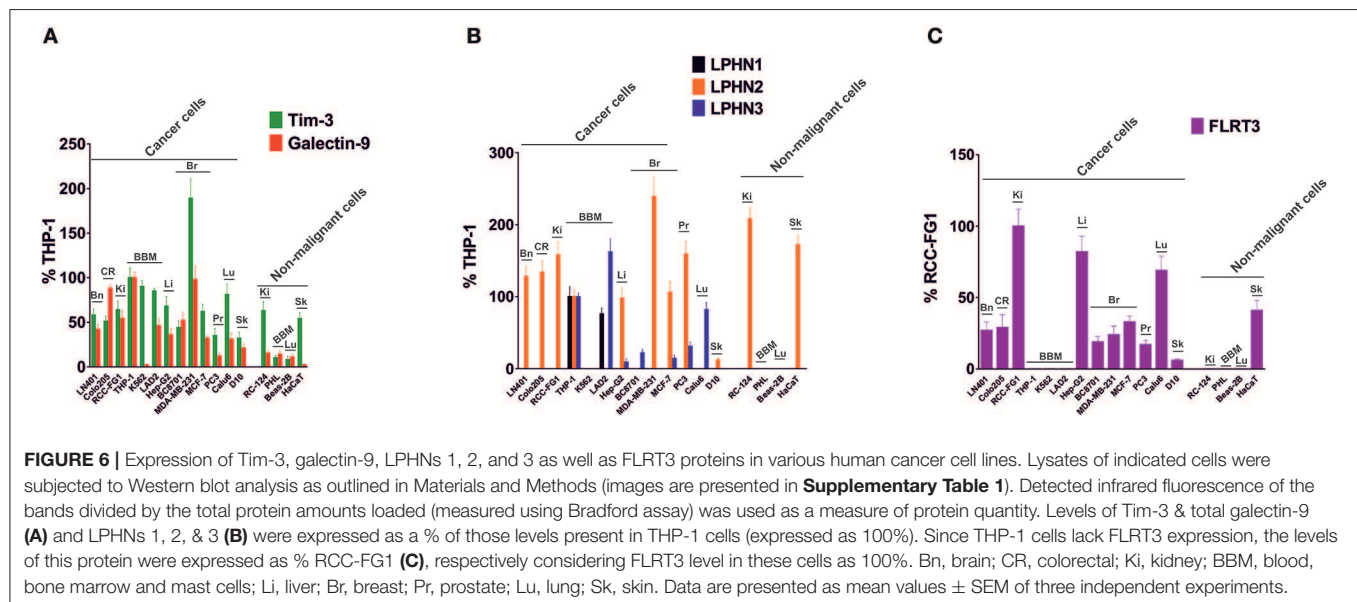 A
B
C
LPHN1
LPHN2
LPHN3
Tim-3
Galectin-9
FLRT3
Cancer cells
Non-malignant cells
% THP-1
250
200
150
100
50
0
Bn
CR
Ki
BBM
Li
Br
Pr
Lu
Sk
Ki
BBM
Lu
Sk
LN401
Colo205
RCC-FG1
THP-1
K562
LAD2
Hep-G2
BC8701
MDA-MB-231
MCF-7
PC3
Calu6
D10
RC-124
PHL
Beas-2B
HaCaT
Cancer cells
Non-malignant cells
% THP-1
300
200
100
0
Bn
CR
Ki
BBM
Li
Br
Pr
Lu
Sk
Ki
PHL
BBM
Lu
Sk
LN401
Colo205
RCC-FG1
THP-1
K562
LAD2
Hep-G2
BC8701
MDA-MB-231
MCF-7
PC3
Calu6
D10
RC-124
PHL
Beas-2B
HaCaT
Cancer cells
Non-malignant cells
% RCC-FG1
150
100
50
0
Bn
CR
Ki
BBM
Li
Br
Pr
Lu
Sk
Ki
BBM
Lu
Sk
LN401
Colo205
RCC-FG1
THP-1
K562
LAD2
Hep-G2
BC8701
MDA-MB-231
MCF-7
PC3
Calu6
D10
RC-124
PHL
Beas-2B
HaCaT
FIGURE 6 | Expression of Tim-3, galectin-9, LPHNs 1, 2, and 3 as well as FLRT3 proteins in various human cancer cell lines. Lysates of indicated cells were
subjected to Western blot analysis as outlined in Materials and Methods (images are presented in Supplementary Table 1). Detected infrared fluorescence of the
bands divided by the total protein amounts loaded (measured using Bradford assay) was used as a measure of protein quantity. Levels of Tim-3 & total galectin-9
(A) and LPHNs 1, 2, & 3 (B) were expressed as a % of those levels present in THP-1 cells (expressed as 100%). Since THP-1 cells lack FLRT3 expression, the levels
of this protein were expressed as % RCC-FG1 (C), respectively considering FLRT3 level in these cells as 100%. Bn, brain; CR, colorectal; Ki, kidney; BBM, blood,
bone marrow and mast cells; Li, liver; Br, breast; Pr, prostate; Lu, lung; Sk, skin. Data are presented as mean values ± SEM of three independent experiments.